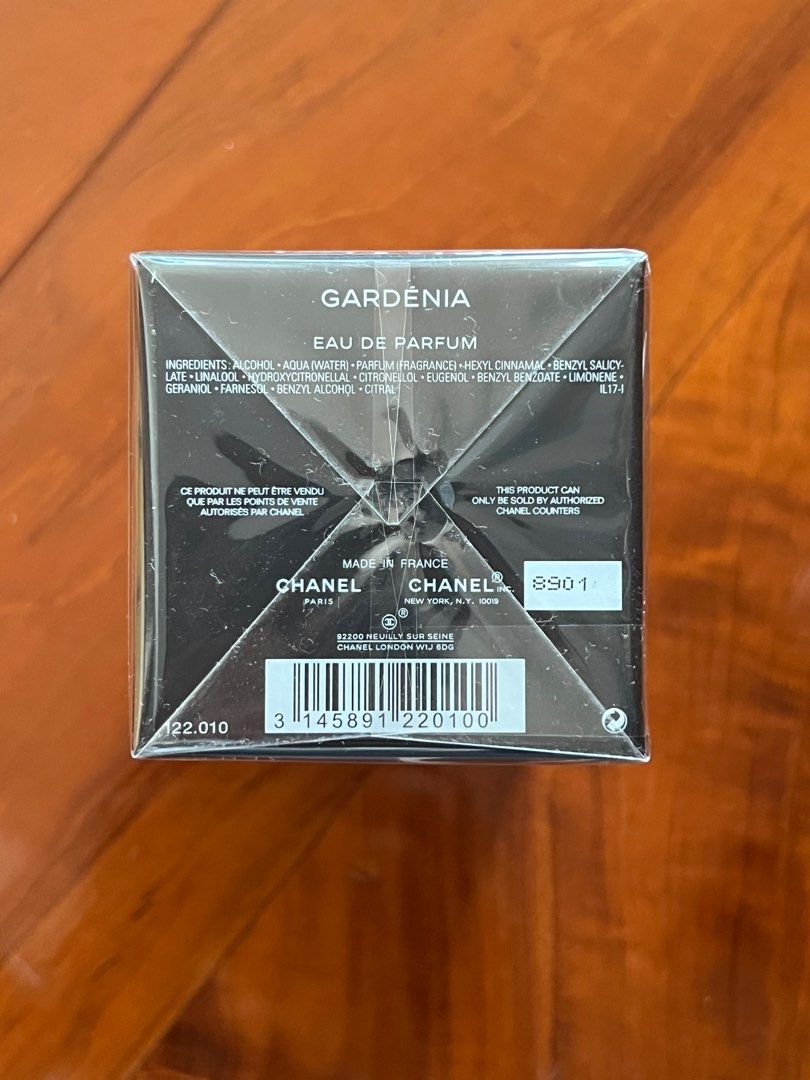 GARDÉNIA
EAU DE PARFUM
INGREDIENTS: ALCOHOL • AQUA (WATER) • PARFUM (FRAGRANCE) • HEXYL CINNAMAL • BENZYL SALICY-
LATE • LINALOOL • HYDROXYCITRONELLAL • CITRONELLOL • EUGENOL • BENZYL BENZOATE • LIMONENE •
GERANIOL • FARNESOL • BENZYL ALCOHOL • CITRAL IL17-I
CE PRODUIT NE PEUT ÊTRE VENDU
QUE PAR LES POINTS DE VENTE
AUTORISÉS PAR CHANEL
THIS PRODUCT CAN
ONLY BE SOLD BY AUTHORIZED
CHANEL COUNTERS
MADE IN FRANCE
CHANEL
PARIS
CHANEL® INC.
NEW YORK, N.Y. 10019
8901
®
92200 NEUILLY SUR SEINE
CHANEL LONDON W1J 6DG
3 145891 220100
122.010